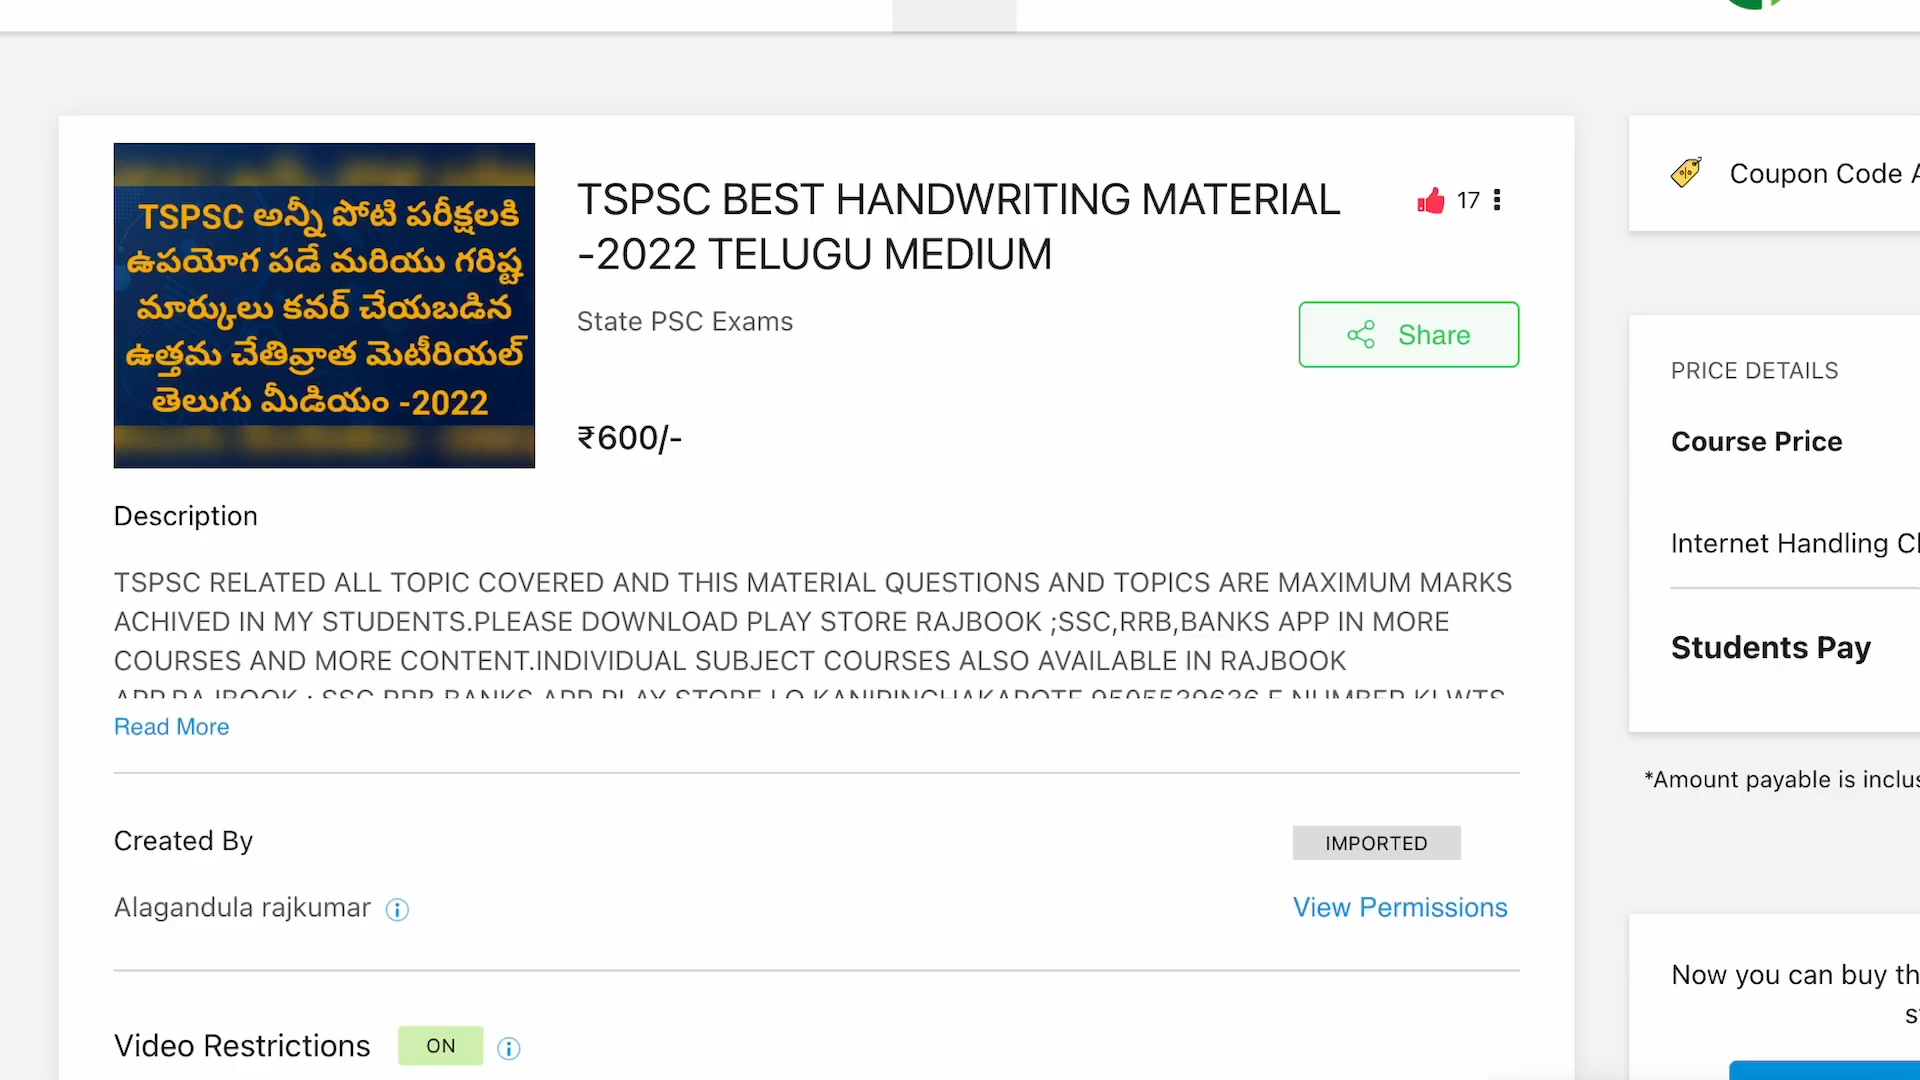 TSPSC అన్నీ పోటి పరీక్షలకి
ఉపయోగ పడే మరియు గరిష్ట
మార్కులు కవర్ చేయబడిన
ఉత్తమ చేతివ్రాత మెటీరియల్
తెలుగు మీడియం -2022
TSPSC BEST HANDWRITING MATERIAL
-2022 TELUGU MEDIUM
17
State PSC Exams
Share
₹600/-
Description
TSPSC RELATED ALL TOPIC COVERED AND THIS MATERIAL QUESTIONS AND TOPICS ARE MAXIMUM MARKS
ACHIVED IN MY STUDENTS.PLEASE DOWNLOAD PLAY STORE RAJBOOK ;SSC,RRB,BANKS APP IN MORE
COURSES AND MORE CONTENT.INDIVIDUAL SUBJECT COURSES ALSO AVAILABLE IN RAJBOOK
Read More
Created By
IMPORTED
Alagandula rajkumar
View Permissions
Video Restrictions
ON
Coupon Code
PRICE DETAILS
Course Price
Internet Handling
Students Pay
*Amount payable is
Now you can buy